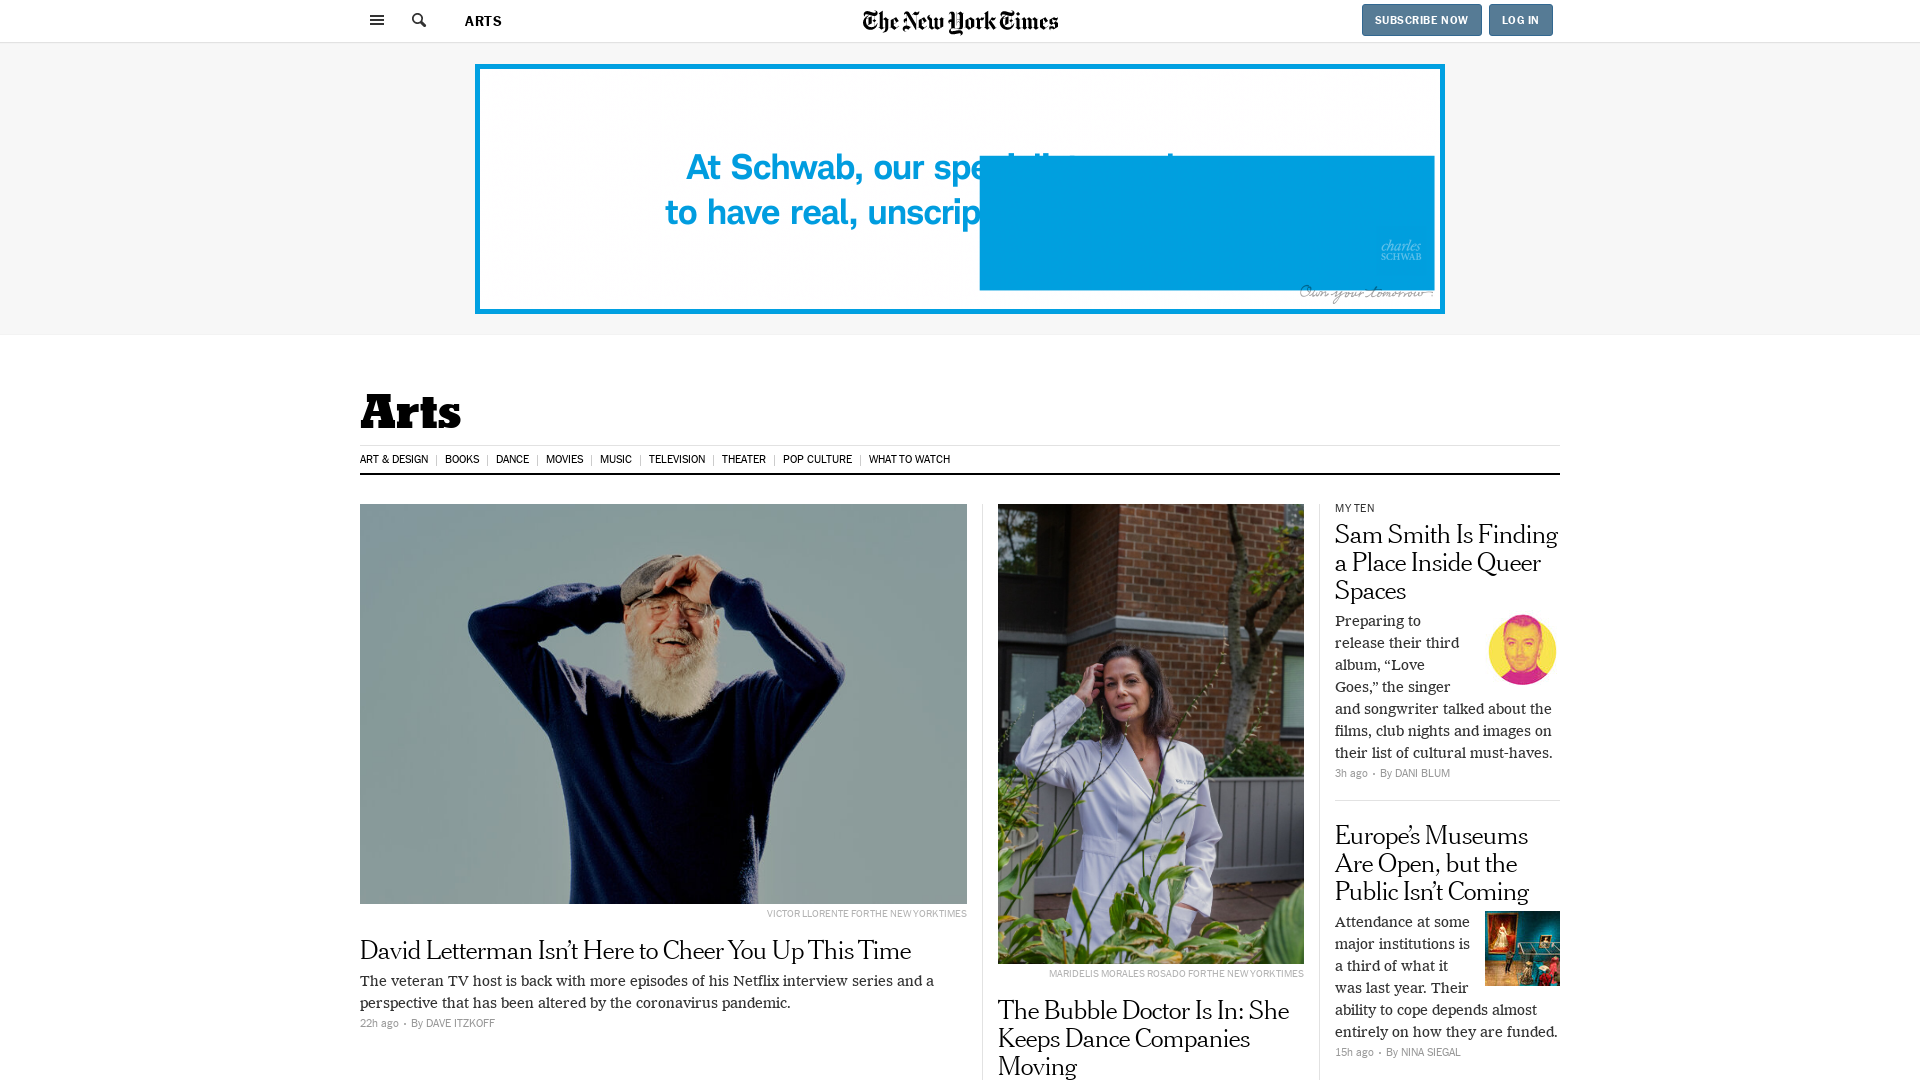 ARTS
The New York Times
SUBSCRIBE NOW
LOG IN
At Schwab, our
to have real,
charles
SCHWAB
Own your tomorrow
Arts
ART & DESIGN
BOOKS
DANCE
MOVIES
MUSIC
TELEVISION
THEATER
POP CULTURE
WHAT TO WATCH
VICTOR LLORENTE FOR THE NEW YORK TIMES
David Letterman Isn’t Here to Cheer You Up This Time
The veteran TV host is back with more episodes of his Netflix interview series and a
perspective that has been altered by the coronavirus pandemic.
22h ago · By DAVE ITZKOFF
MARIDELIS MORALES ROSADO FOR THE NEW YORK TIMES
The Bubble Doctor Is In: She
Keeps Dance Companies
Moving
MY TEN
Sam Smith Is Finding
a Place Inside Queer
Spaces
Preparing to
release their third
album, “Love
Goes,” the singer
and songwriter talked about the
films, club nights and images on
their list of cultural must-haves.
3h ago · By DANI BLUM
Europe’s Museums
Are Open, but the
Public Isn’t Coming
Attendance at some
major institutions is
a third of what it
was last year. Their
ability to cope depends almost
entirely on how they are funded.
15h ago · By NINA SIEGAL